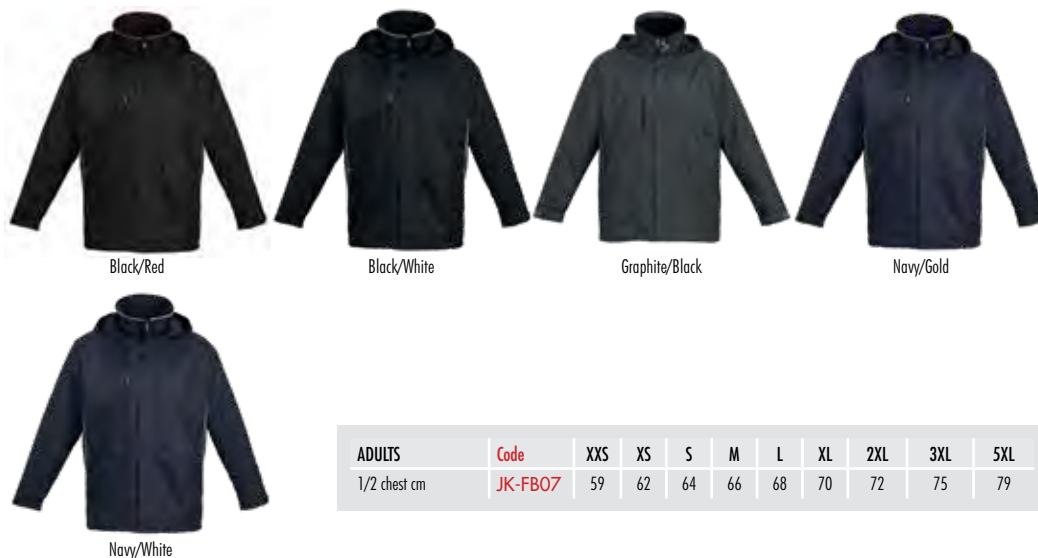 Black/Red
Black/White
Graphite/Black
Navy/Gold
Navy/White
ADULTS Code XXS XS S M L XL 2XL 3XL 5XL
1/2 chest cm JK-FB07 59 62 64 66 68 70 72 75 79